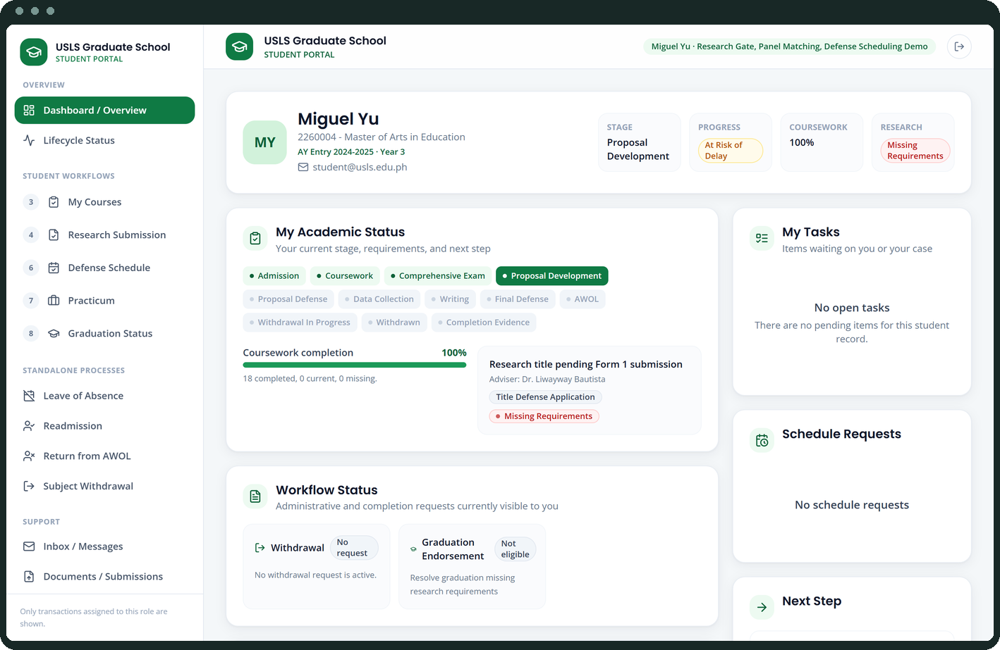 USLS Graduate School
STUDENT PORTAL
OVERVIEW
Dashboard / Overview
Lifecycle Status
STUDENT WORKFLOWS
3 My Courses
4 Research Submission
6 Defense Schedule
7 Practicum
8 Graduation Status
STANDALONE PROCESSES
Leave of Absence
Readmission
Return from AWOL
Subject Withdrawal
SUPPORT
Inbox / Messages
Documents / Submissions
Only transactions assigned to this role are
shown.
USLS Graduate School
STUDENT PORTAL
Miguel Yu · Research Gate, Panel Matching, Defense Scheduling Demo
MY
Miguel Yu
2260004 - Master of Arts in Education
AY Entry 2024-2025 · Year 3
student@usls.edu.ph
STAGE
Proposal
Development
PROGRESS
At Risk of
Delay
COURSEWORK
100%
RESEARCH
Missing
Requirements
My Academic Status
Your current stage, requirements, and next step
Admission Coursework Comprehensive Exam Proposal Development
Proposal Defense Data Collection Writing Final Defense AWOL
Withdrawal In Progress Withdrawn Completion Evidence
Coursework completion 100%
18 completed, 0 current, 0 missing.
Research title pending Form 1 submission
Adviser: Dr. Liwayway Bautista
Title Defense Application
Missing Requirements
Workflow Status
Administrative and completion requests currently visible to you
Withdrawal
No
request
No withdrawal request is active.
Graduation
Endorsement
Not
eligible
Resolve graduation missing
research requirements
My Tasks
Items waiting on you or your case
No open tasks
There are no pending items for this student
record.
Schedule Requests
No schedule requests
Next Step